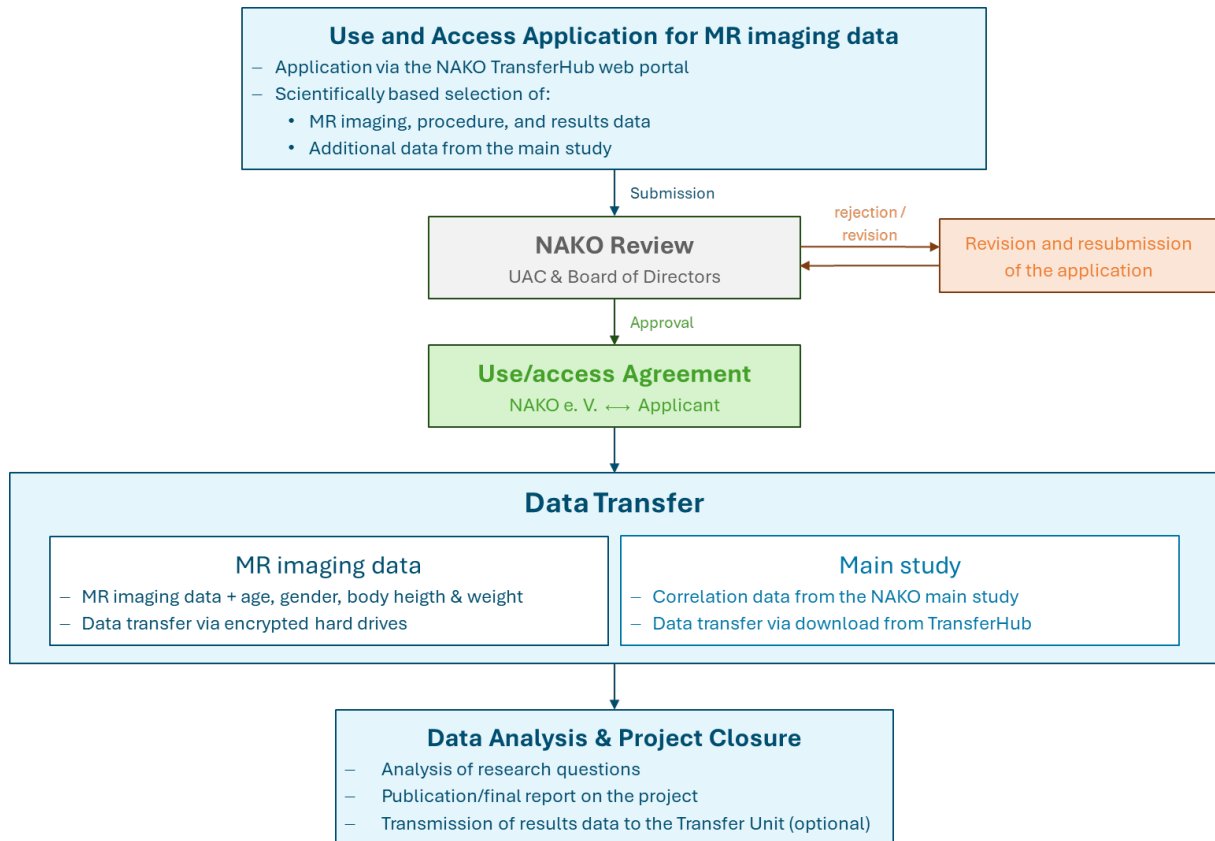 Use and Access Application for MR imaging data
– Application via the NAKO TransferHub web portal
– Scientifically based selection of:
• MR imaging, procedure, and results data
• Additional data from the main study
Submission
NAKO Review
UAC & Board of Directors
rejection /
revision
Revision and resubmission
of the application
Approval
Use/access Agreement
NAKO e. V. ⟷ Applicant
Data Transfer
MR imaging data
– MR imaging data + age, gender, body heigth & weight
– Data transfer via encrypted hard drives
Main study
– Correlation data from the NAKO main study
– Data transfer via download from TransferHub
Data Analysis & Project Closure
– Analysis of research questions
– Publication/final report on the project
– Transmission of results data to the Transfer Unit (optional)